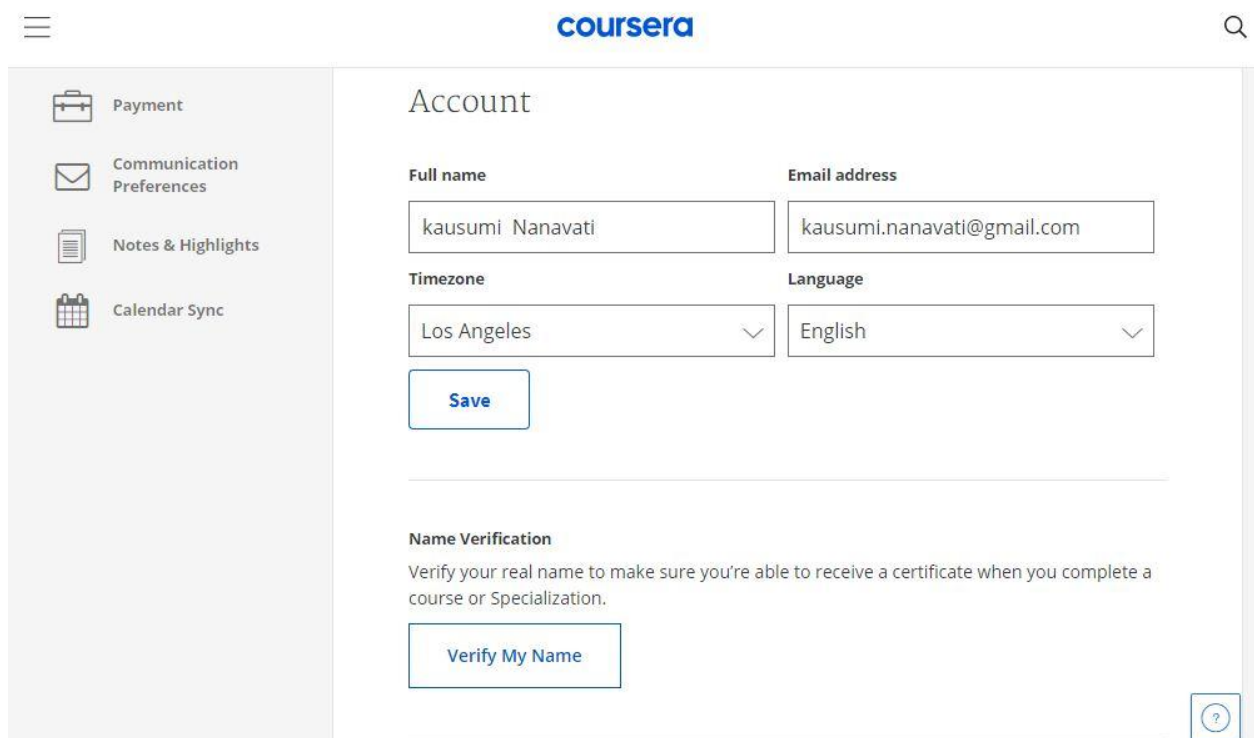 coursera
Payment
Communication
Preferences
Notes & Highlights
Calendar Sync
Account
Full name
kausumi  Nanavati
Email address
kausumi.nanavati@gmail.com
Timezone
Los Angeles
Language
English
Save
Name Verification
Verify your real name to make sure you're able to receive a certificate when you complete a
course or Specialization.
Verify My Name
?